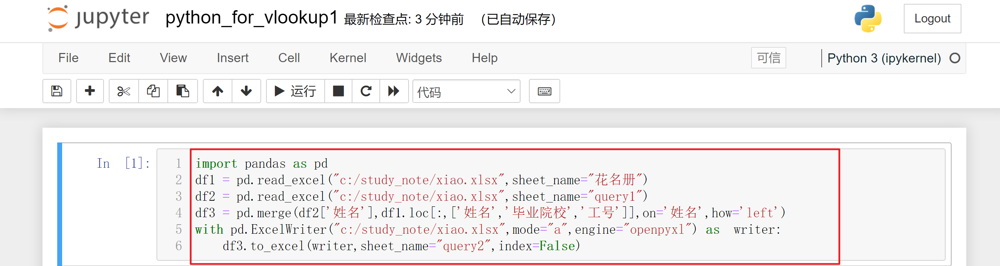 jupyter python_for_vlookup1 最新检查点: 3 分钟前 (已自动保存) Logout
File Edit View Insert Cell Kernel Widgets Help 可信 Python 3 (ipykernel)
运行 代码
In [1]:
1 import pandas as pd
2 df1 = pd.read_excel("c:/study_note/xiao.xlsx",sheet_name="花名册")
3 df2 = pd.read_excel("c:/study_note/xiao.xlsx",sheet_name="query1")
4 df3 = pd.merge(df2['姓名'],df1.loc[:,['姓名','毕业院校','工号']],on='姓名',how='left')
5 with pd.ExcelWriter("c:/study_note/xiao.xlsx",mode="a",engine="openpyxl") as  writer:
6     df3.to_excel(writer,sheet_name="query2",index=False)